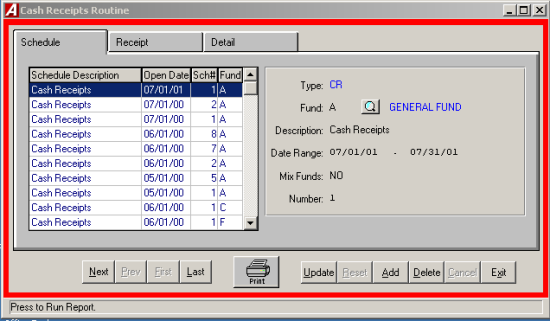 Cash Receipts Routine
Schedule Receipt Detail
Schedule Description Open Date Sch# Fund
Cash Receipts 07/01/01 1 A
Cash Receipts 07/01/00 2 A
Cash Receipts 07/01/00 1 A
Cash Receipts 06/01/00 8 A
Cash Receipts 06/01/00 7 A
Cash Receipts 06/01/00 2 A
Cash Receipts 05/01/00 5 A
Cash Receipts 05/01/00 1 A
Cash Receipts 06/01/00 1 C
Cash Receipts 06/01/00 1 F
Type: CR
Fund: A GENERAL FUND
Description: Cash Receipts
Date Range: 07/01/01 - 07/31/01
Mix Funds: NO
Number: 1
Next Prev First Last Print Update Reset Add Delete Cancel Exit
Press to Run Report.